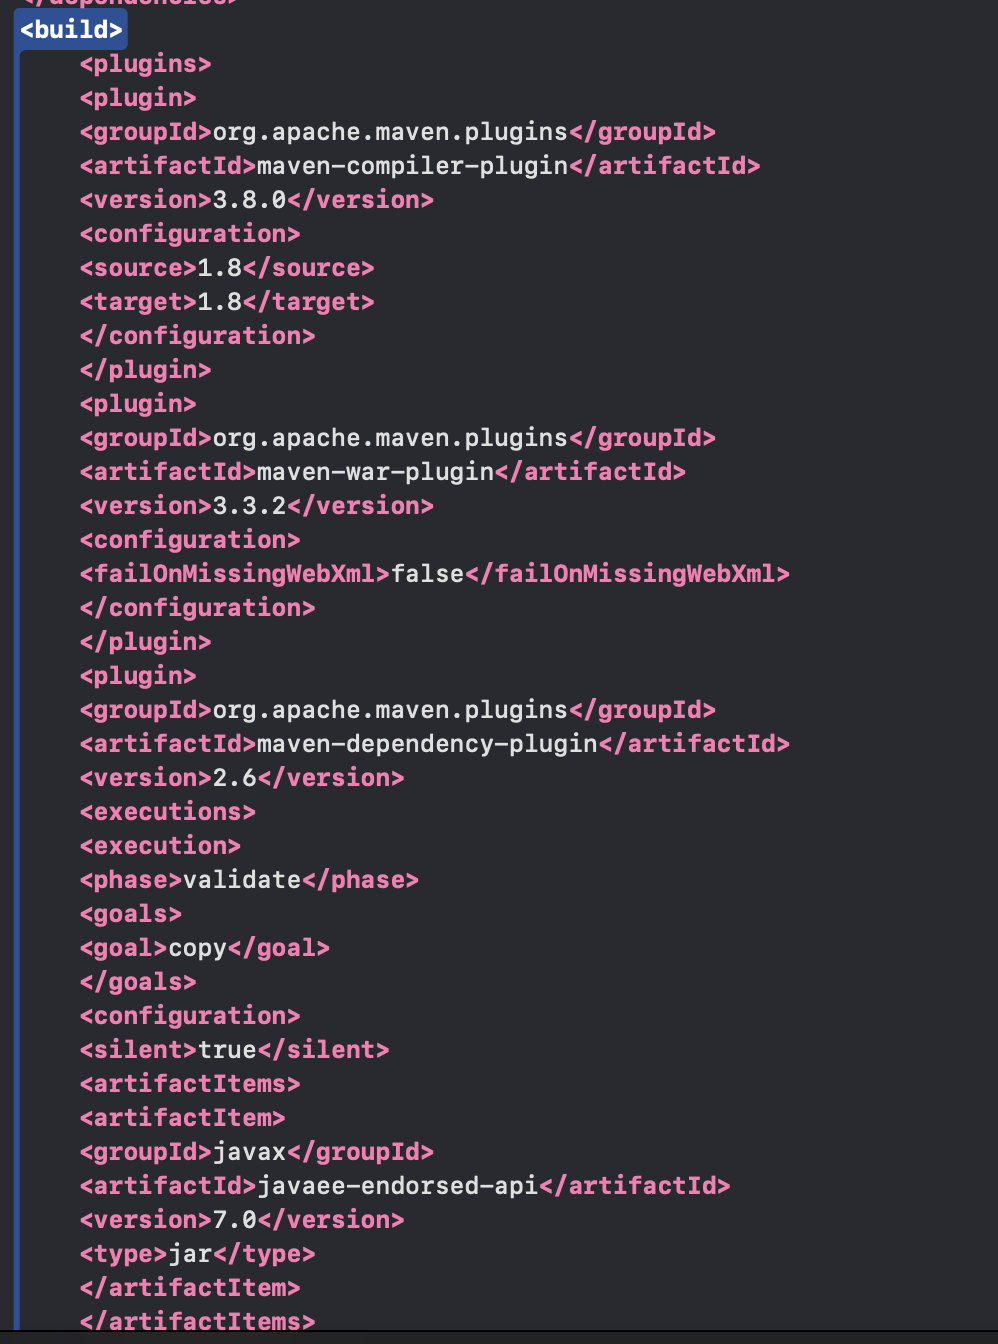 </dependencies>
<build>
<plugins>
<plugin>
<groupId>org.apache.maven.plugins</groupId>
<artifactId>maven-compiler-plugin</artifactId>
<version>3.8.0</version>
<configuration>
<source>1.8</source>
<target>1.8</target>
</configuration>
</plugin>
<plugin>
<groupId>org.apache.maven.plugins</groupId>
<artifactId>maven-war-plugin</artifactId>
<version>3.3.2</version>
<configuration>
<failOnMissingWebXml>false</failOnMissingWebXml>
</configuration>
</plugin>
<plugin>
<groupId>org.apache.maven.plugins</groupId>
<artifactId>maven-dependency-plugin</artifactId>
<version>2.6</version>
<executions>
<execution>
<phase>validate</phase>
<goals>
<goal>copy</goal>
</goals>
<configuration>
<silent>true</silent>
<artifactItems>
<artifactItem>
<groupId>javax</groupId>
<artifactId>javaee-endorsed-api</artifactId>
<version>7.0</version>
<type>jar</type>
</artifactItem>
</artifactItems>